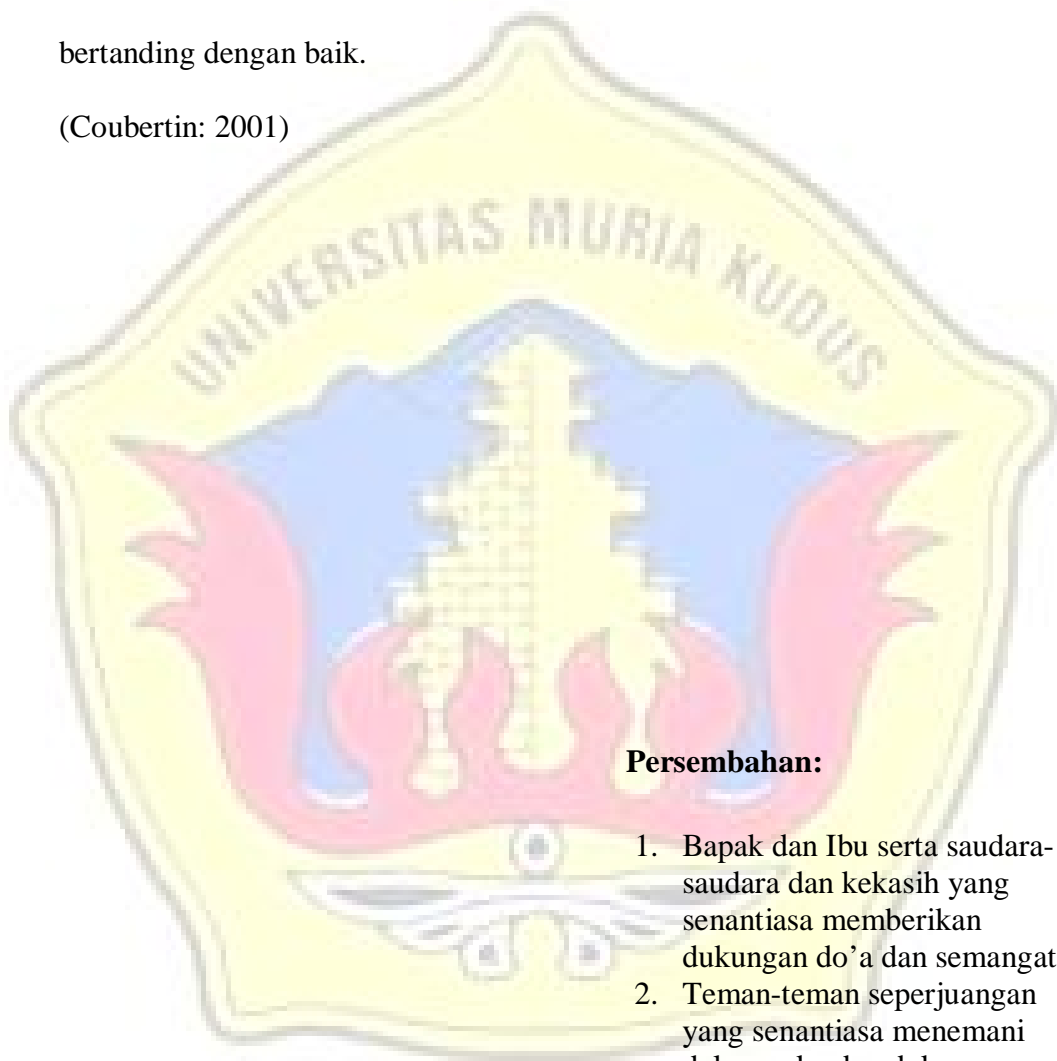 bertanding dengan baik.
(Coubertin: 2001)
UNIVERSITAS MURIA KUDUS
Persembahan:
1. Bapak dan Ibu serta saudara-
saudara dan kekasih yang
senantiasa memberikan
dukungan do’a dan semangat
2. Teman-teman seperjuangan
yang senantiasa menemani